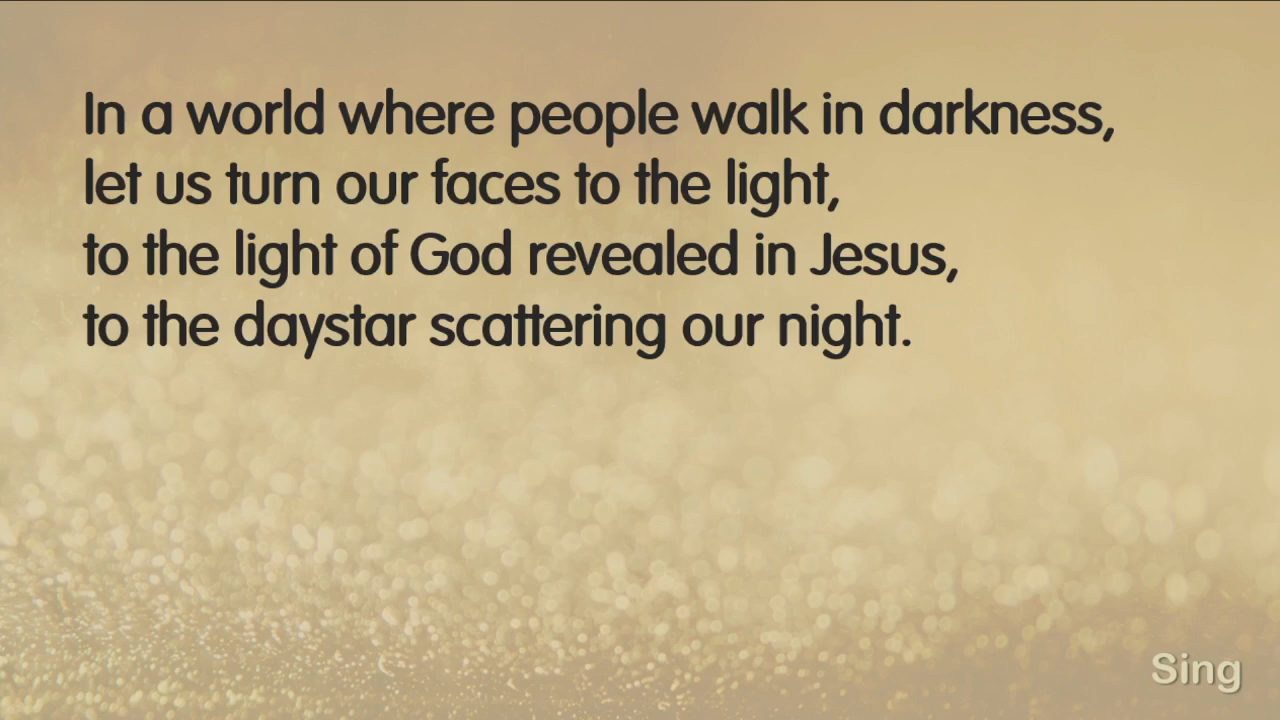 In a world where people walk in darkness,
let us turn our faces to the light,
to the light of God revealed in Jesus,
to the daystar scattering our night.
Sing